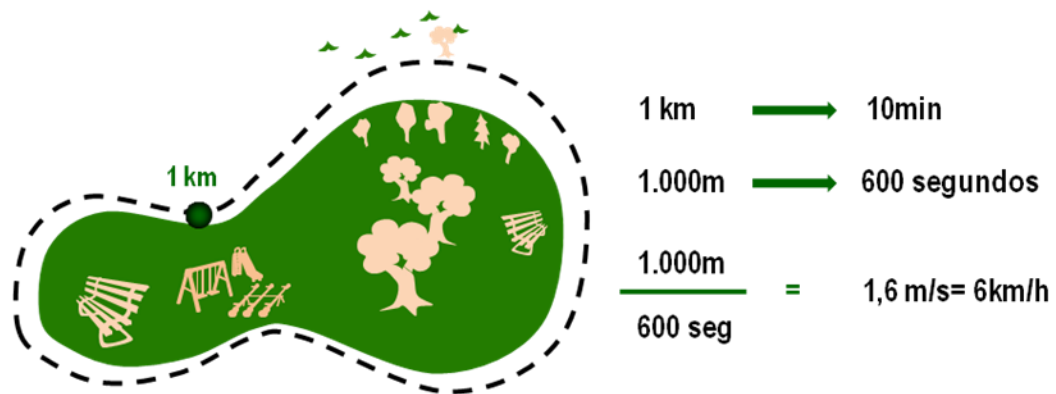 1 km
1 km 10min
1.000m 600 segundos
1.000m
600 seg
= 1,6 m/s= 6km/h